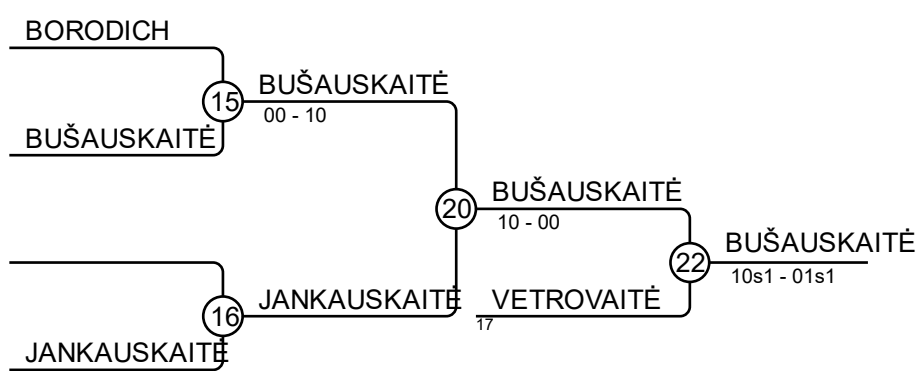 BORODICH
15
BUŠAUSKAITĖ
00 - 10
BUŠAUSKAITĖ
20
BUŠAUSKAITĖ
10 - 00
22
BUŠAUSKAITĖ
10s1 - 01s1
16
JANKAUSKAITĖ
VETROVAITĖ
17
JANKAUSKAITĖ